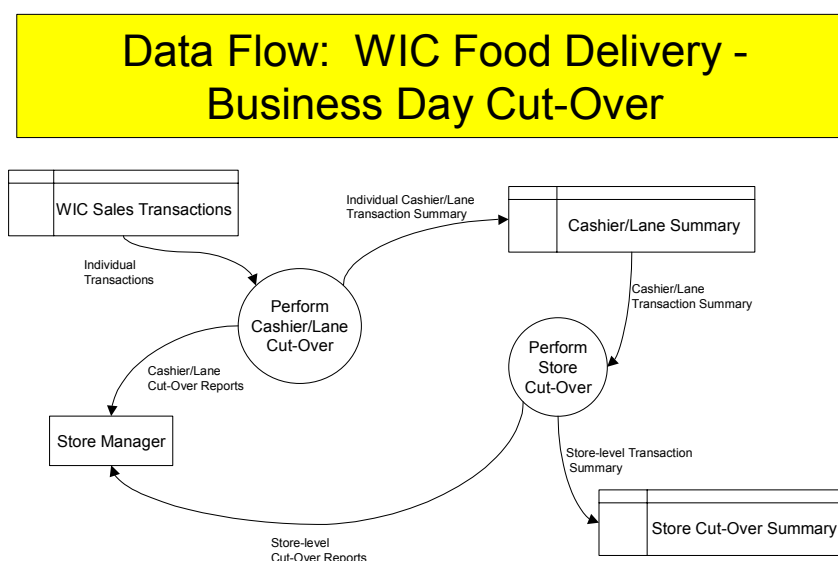 Data Flow:  WIC Food Delivery -
Business Day Cut-Over
WIC Sales Transactions
Individual Cashier/Lane
Transaction Summary
Cashier/Lane Summary
Individual
Transactions
Perform
Cashier/Lane
Cut-Over
Cashier/Lane
Transaction Summary
Perform
Store
Cut-Over
Cashier/Lane
Cut-Over Reports
Store Manager
Store-level Transaction
Summary
Store Cut-Over Summary
Store-level
Cut-Over Reports